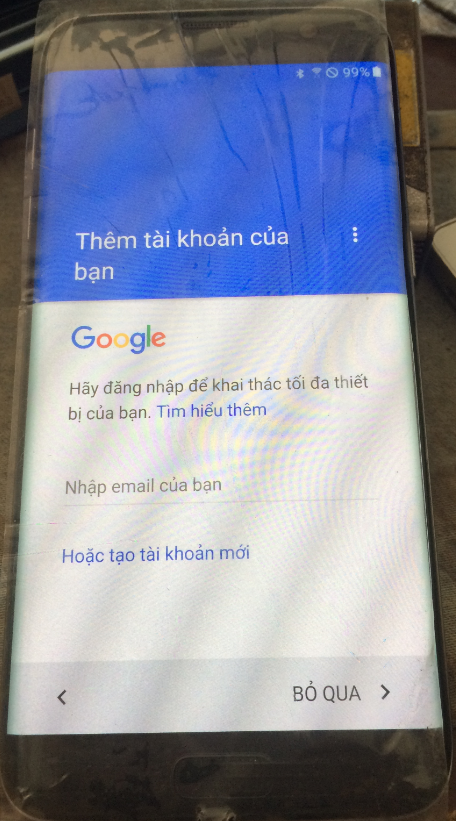 99%
Thêm tài khoản của
bạn
Google
Hãy đăng nhập để khai thác tối đa thiết
bị của bạn. Tìm hiểu thêm
Nhập email của bạn
Hoặc tạo tài khoản mới
BỎ QUA